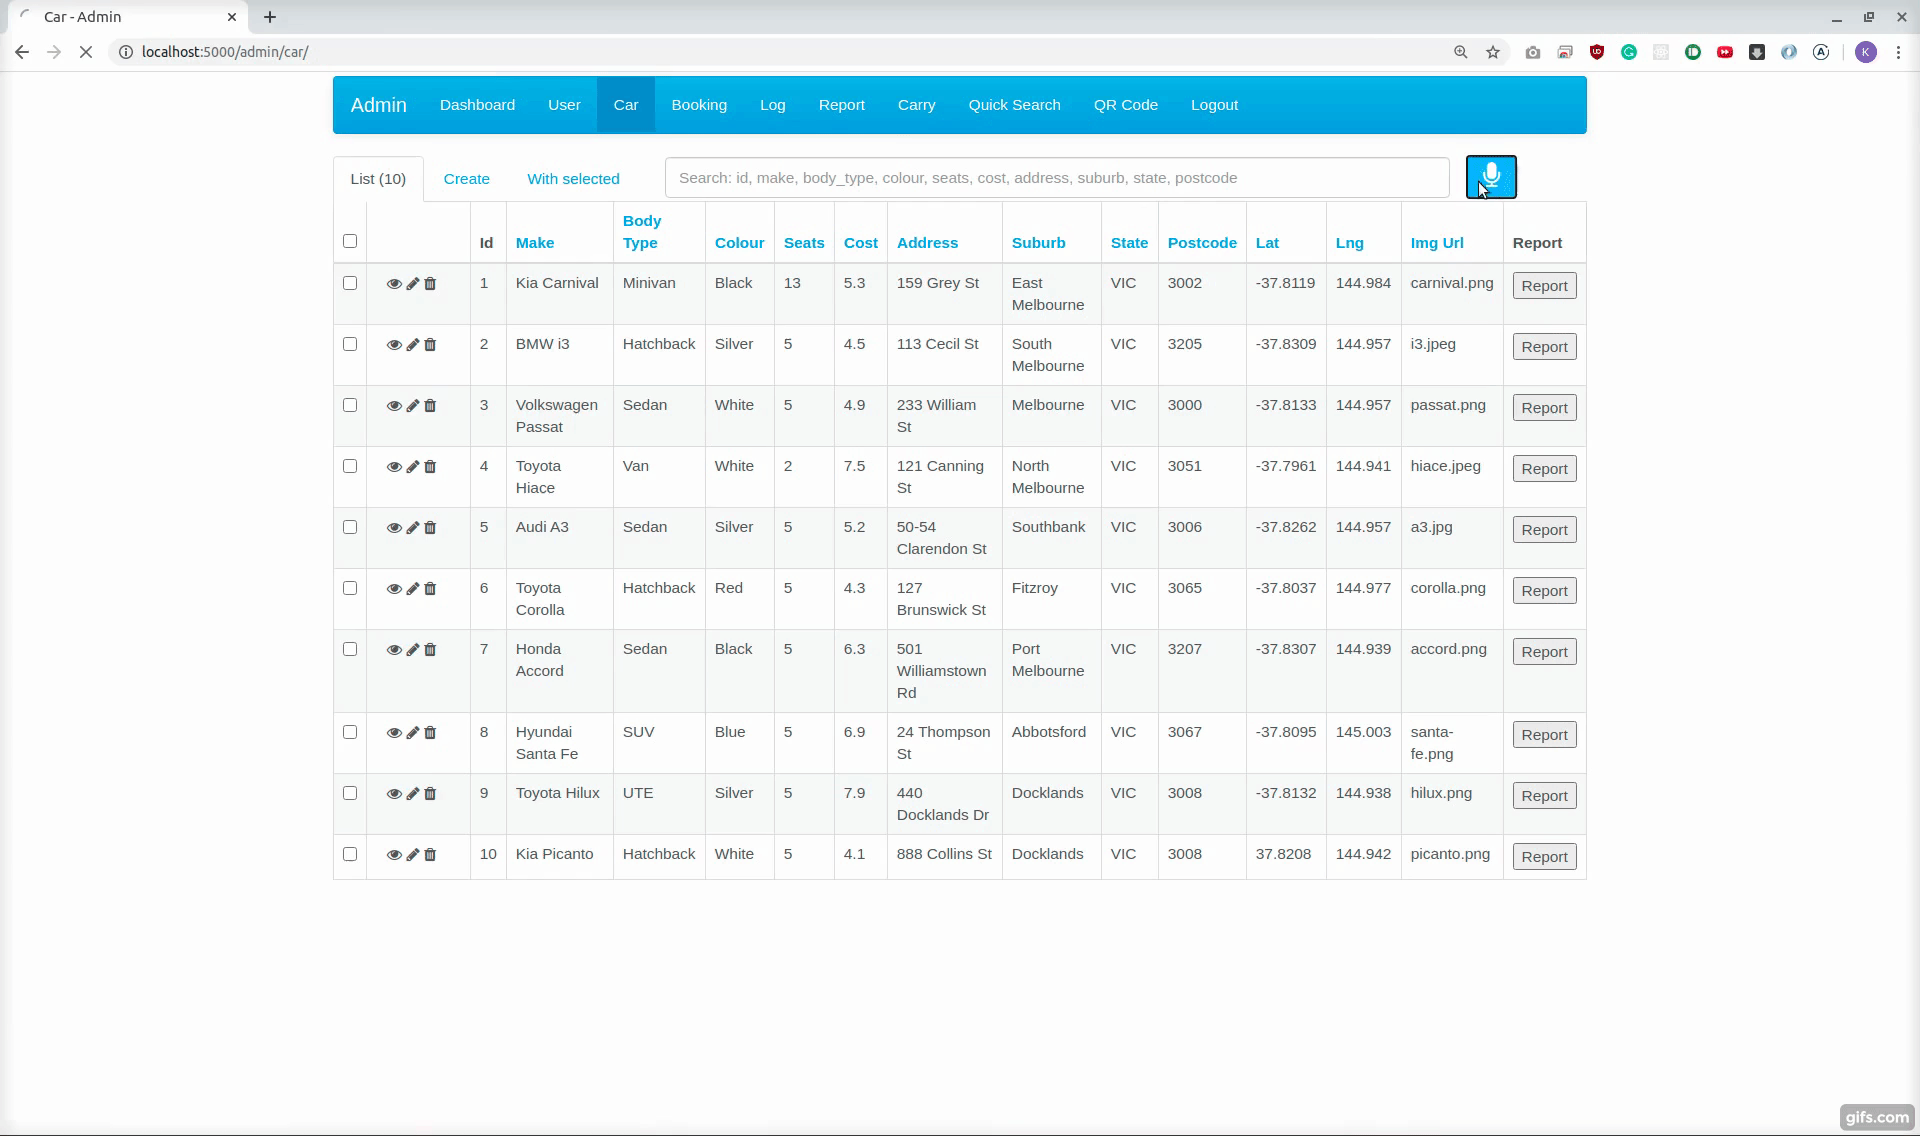 Car - Admin
localhost:5000/admin/car/
K
Admin Dashboard User Car Booking Log Report Carry Quick Search QR Code Logout
List (10) Create With selected Search: id, make, body_type, colour, seats, cost, address, suburb, state, postcode
Body
Id Make Type Colour Seats Cost Address Suburb State Postcode Lat Lng Img Url Report
1 Kia Carnival Minivan Black 13 5.3 159 Grey St East VIC 3002 -37.8119 144.984 carnival.png Report
Melbourne
2 BMW i3 Hatchback Silver 5 4.5 113 Cecil St South VIC 3205 -37.8309 144.957 i3.jpeg Report
Melbourne
3 Volkswagen Sedan White 5 4.9 233 William Melbourne VIC 3000 -37.8133 144.957 passat.png Report
Passat St
4 Toyota Van White 2 7.5 121 Canning North VIC 3051 -37.7961 144.941 hiace.jpeg Report
Hiace St Melbourne
5 Audi A3 Sedan Silver 5 5.2 50-54 Southbank VIC 3006 -37.8262 144.957 a3.jpg Report
Clarendon St
6 Toyota Hatchback Red 5 4.3 127 Fitzroy VIC 3065 -37.8037 144.977 corolla.png Report
Corolla Brunswick St
7 Honda Sedan Black 5 6.3 501 Port VIC 3207 -37.8307 144.939 accord.png Report
Accord Williamstown Melbourne
Rd
8 Hyundai SUV Blue 5 6.9 24 Thompson Abbotsford VIC 3067 -37.8095 145.003 santa- Report
Santa Fe St fe.png
9 Toyota Hilux UTE Silver 5 7.9 440 Docklands VIC 3008 -37.8132 144.938 hilux.png Report
Docklands Dr
10 Kia Picanto Hatchback White 5 4.1 888 Collins St Docklands VIC 3008 37.8208 144.942 picanto.png Report
gifs.com